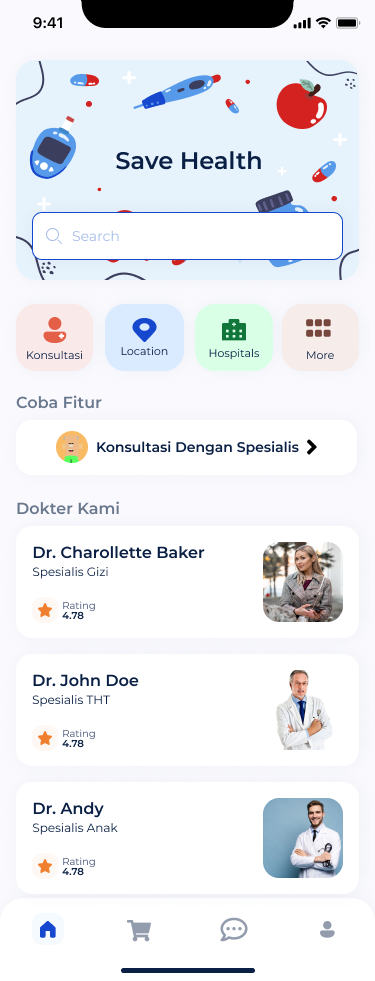 9:41
Save Health
Search
Konsultasi
Location
Hospitals
More
Coba Fitur
Konsultasi Dengan Spesialis
Dokter Kami
Dr. Charollette Baker
Spesialis Gizi
Rating
4.78
Dr. John Doe
Spesialis THT
Rating
4.78
Dr. Andy
Spesialis Anak
Rating
4.78